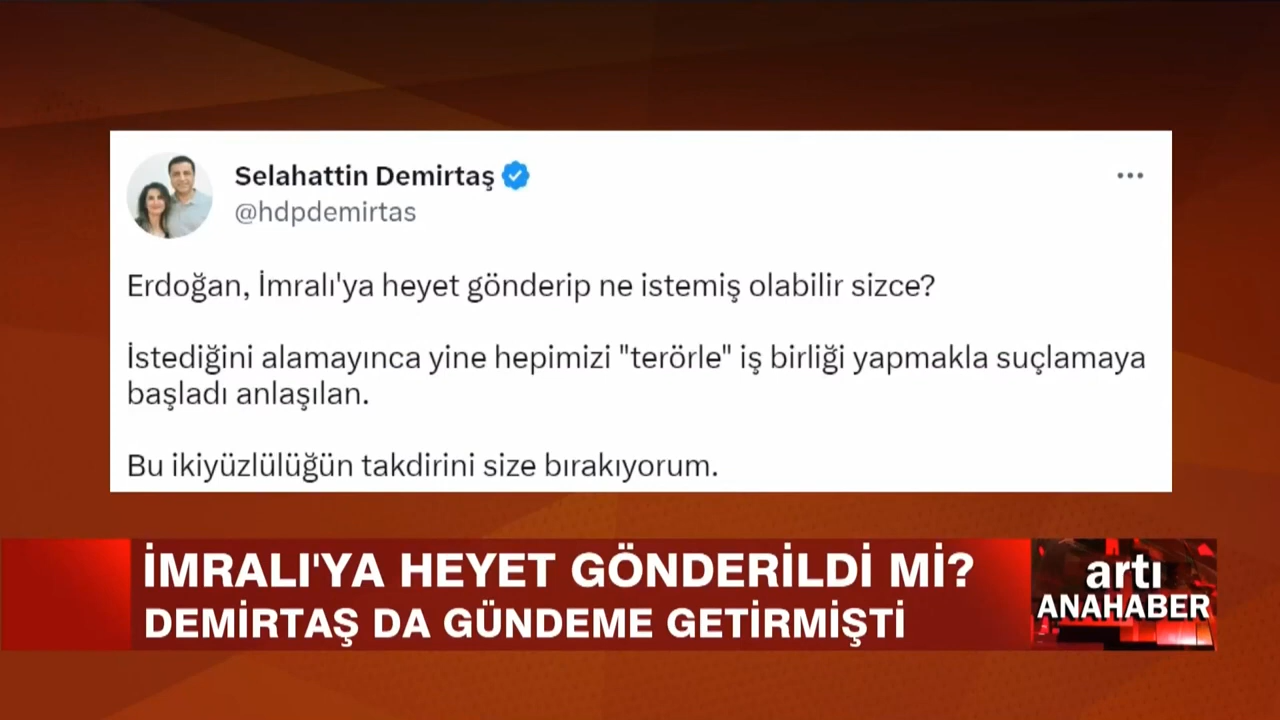 Selahattin Demirtaş
@hdpdemirtas
Erdoğan, İmralı'ya heyet gönderip ne istemiş olabilir sizce?
İstediğini alamayınca yine hepimizi "terörle" iş birliği yapmakla suçlamaya
başladı anlaşılan.
Bu ikiyüzlülüğün takdirini size bırakıyorum.
İMRALI'YA HEYET GÖNDERİLDİ Mİ?
DEMİRTAŞ DA GÜNDEME GETİRMİŞTİ
artı
ANAHABER